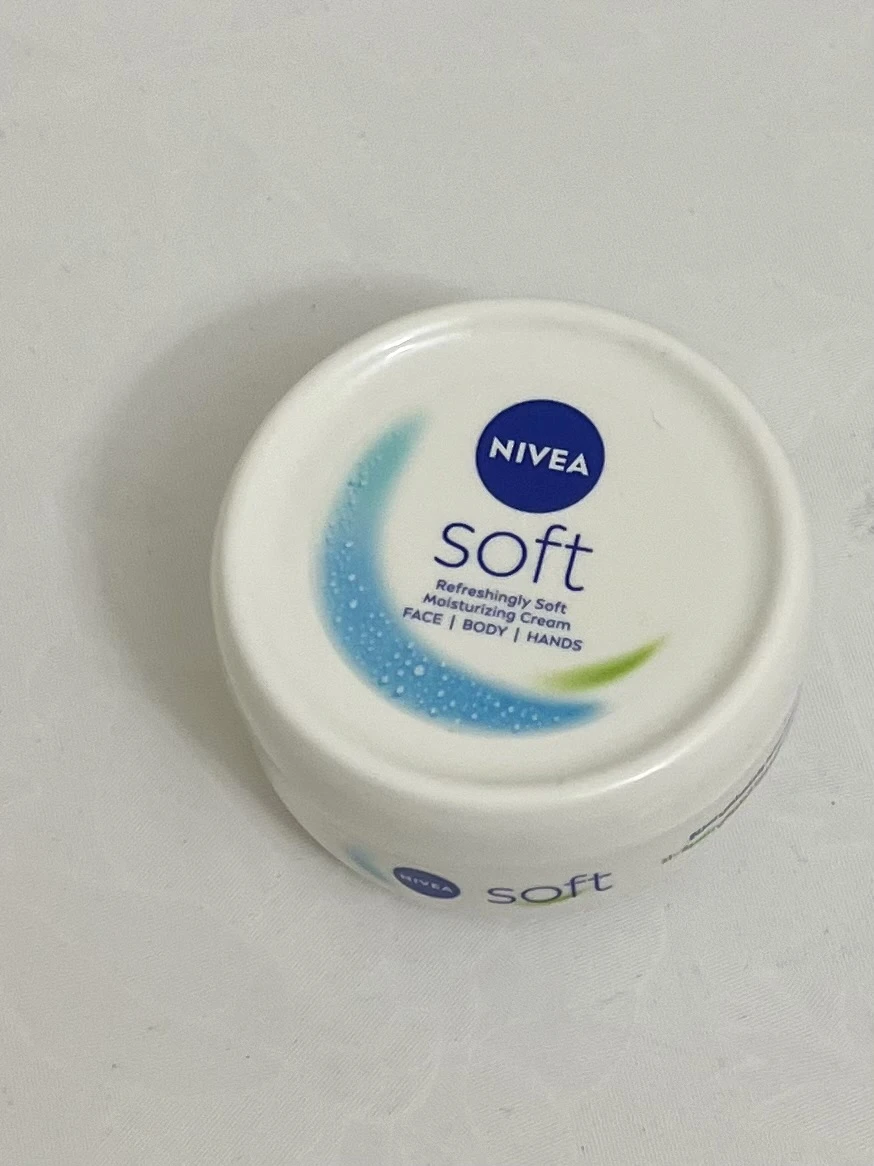 NIVEA
soft
Refreshingly Soft
Moisturizing Cream
FACE | BODY | HANDS
NIVEA
soft